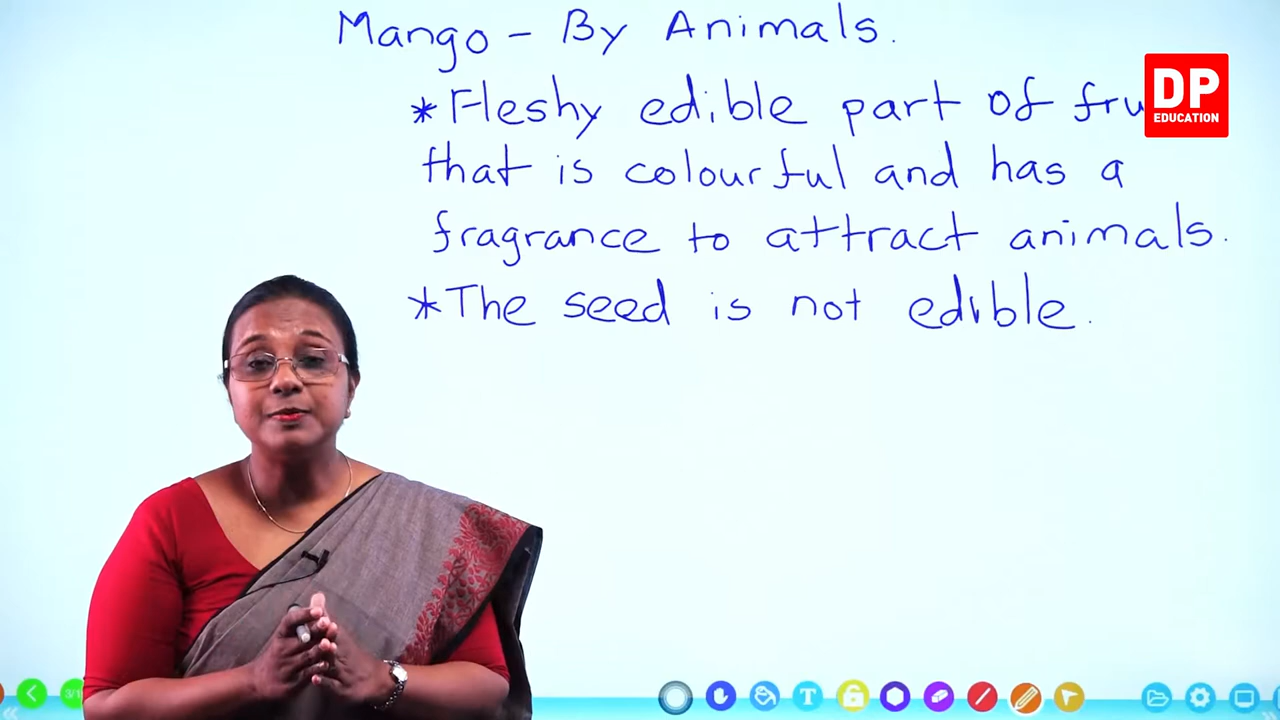 Mango - By Animals.
*Fleshy edible part of
that is colourful and has a
fragrance to attract animals.
*The seed is not edible.
DP
EDUCATION